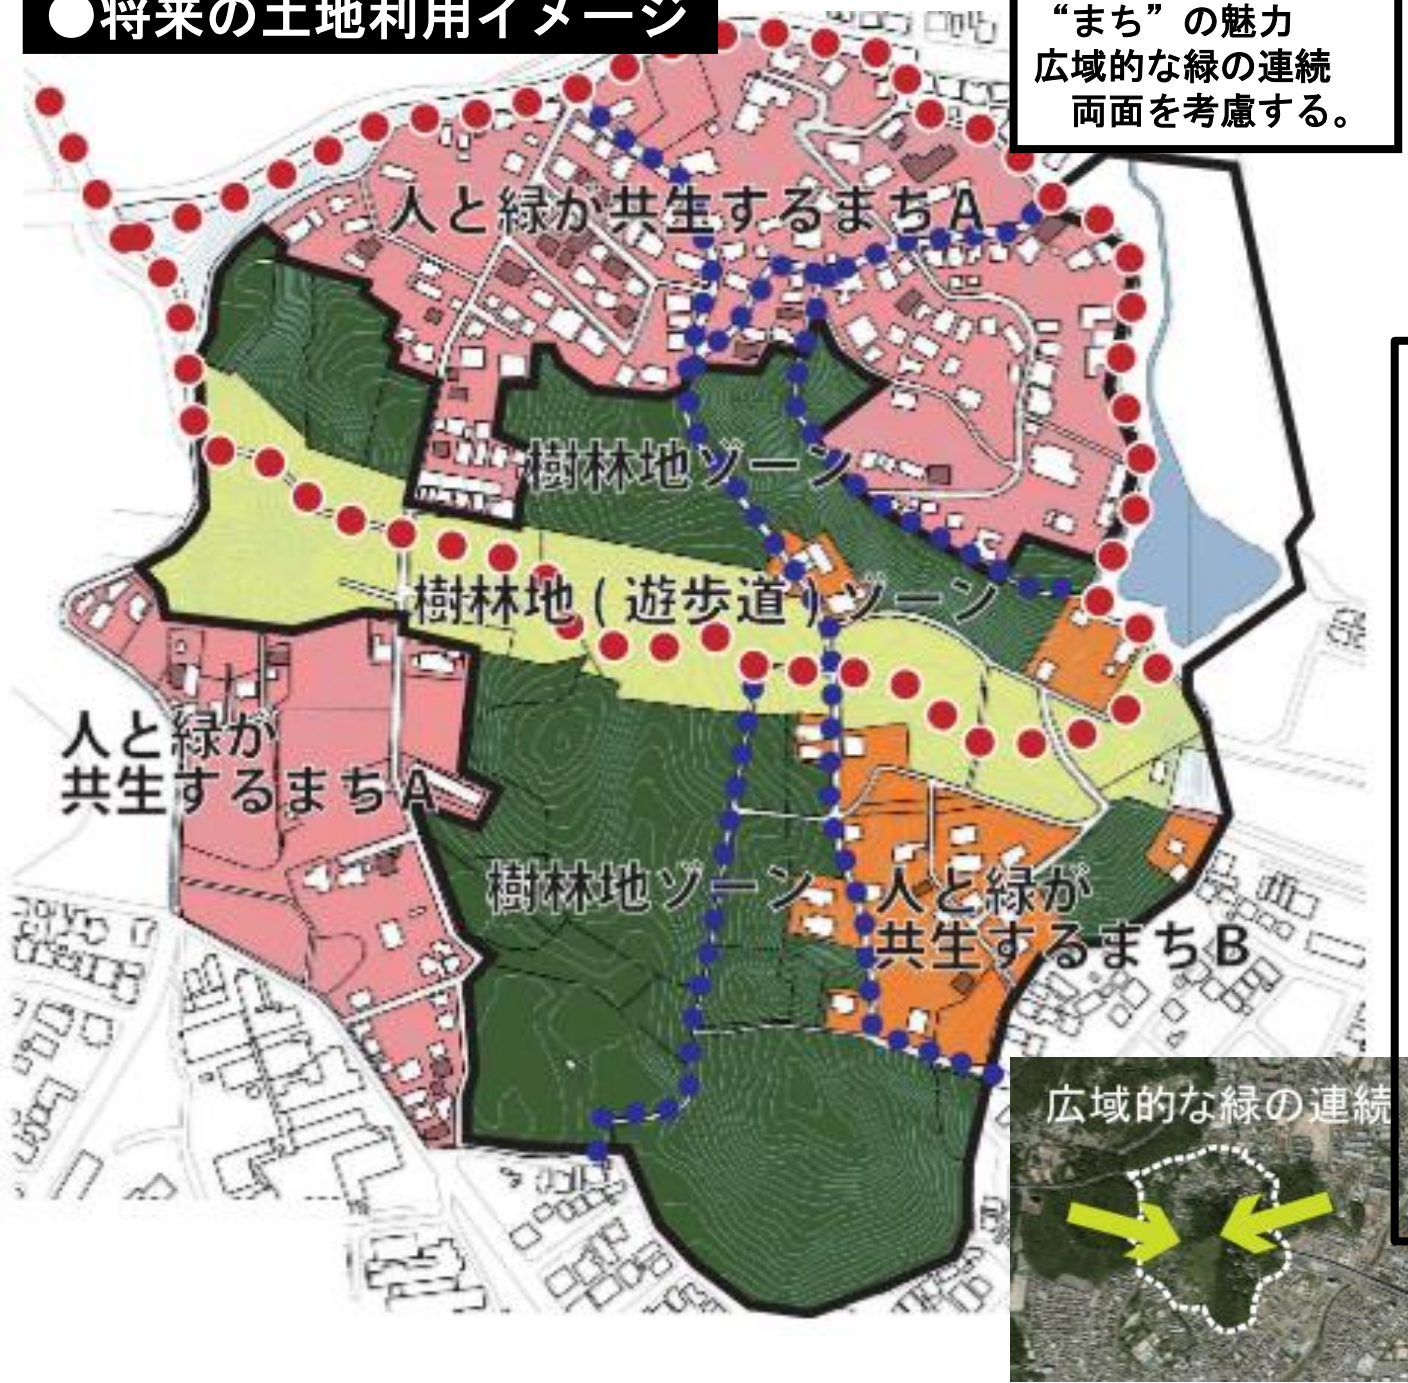 ●将来の土地利用イメージ
“まち”の魅力
広域的な緑の連続
両面を考慮する。
人と緑が共生するまちA
樹林地ゾーン
樹林地(遊歩道)ゾーン
人と緑が
共生するまちA
樹林地ゾーン
人と緑が
共生するまちB
広域的な緑の連続